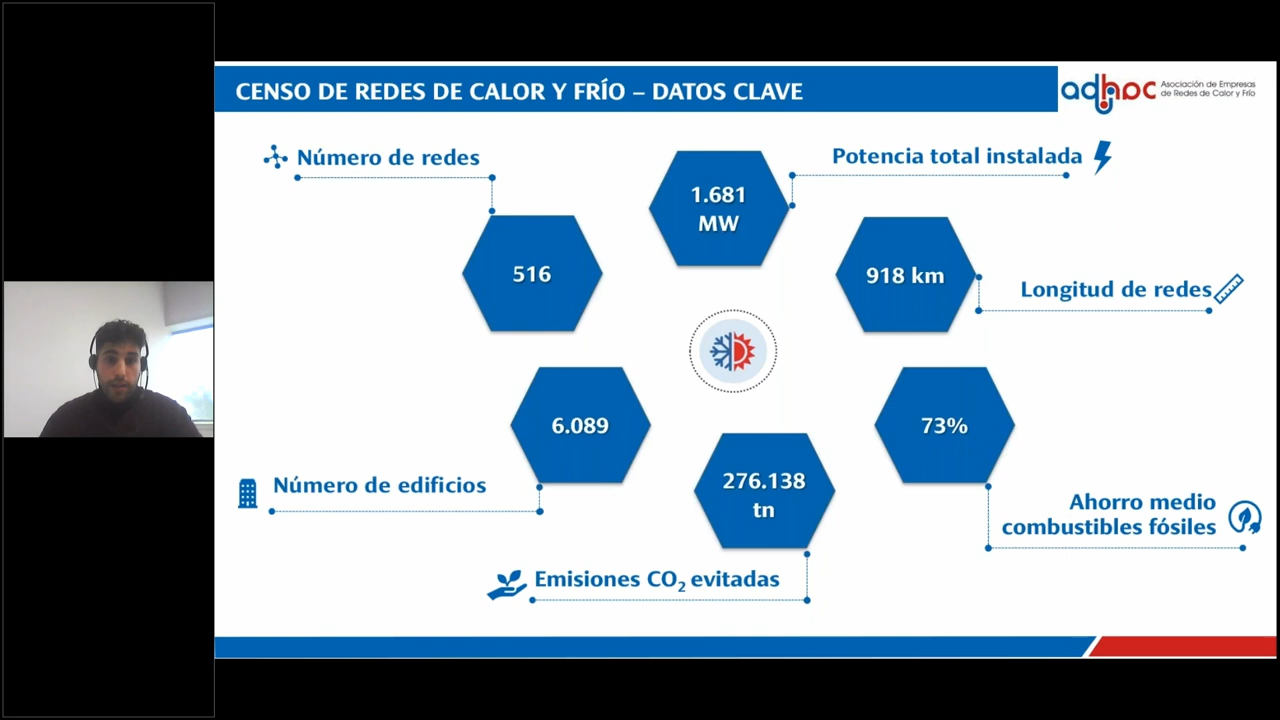 CENSO DE REDES DE CALOR Y FRÍO – DATOS CLAVE
adhac
Asociación de Empresas
de Redes de Calor y Frío
Número de redes
516
1.681
MW
Potencia total instalada
918 km
Longitud de redes
6.089
Número de edificios
276.138
tn
Emisiones CO₂ evitadas
73%
Ahorro medio
combustibles fósiles